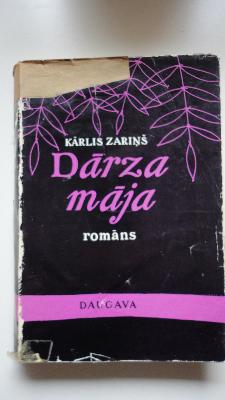 KĀRLIS ZARIŅŠ
Dārza
māja
romāns
DAUGAVA